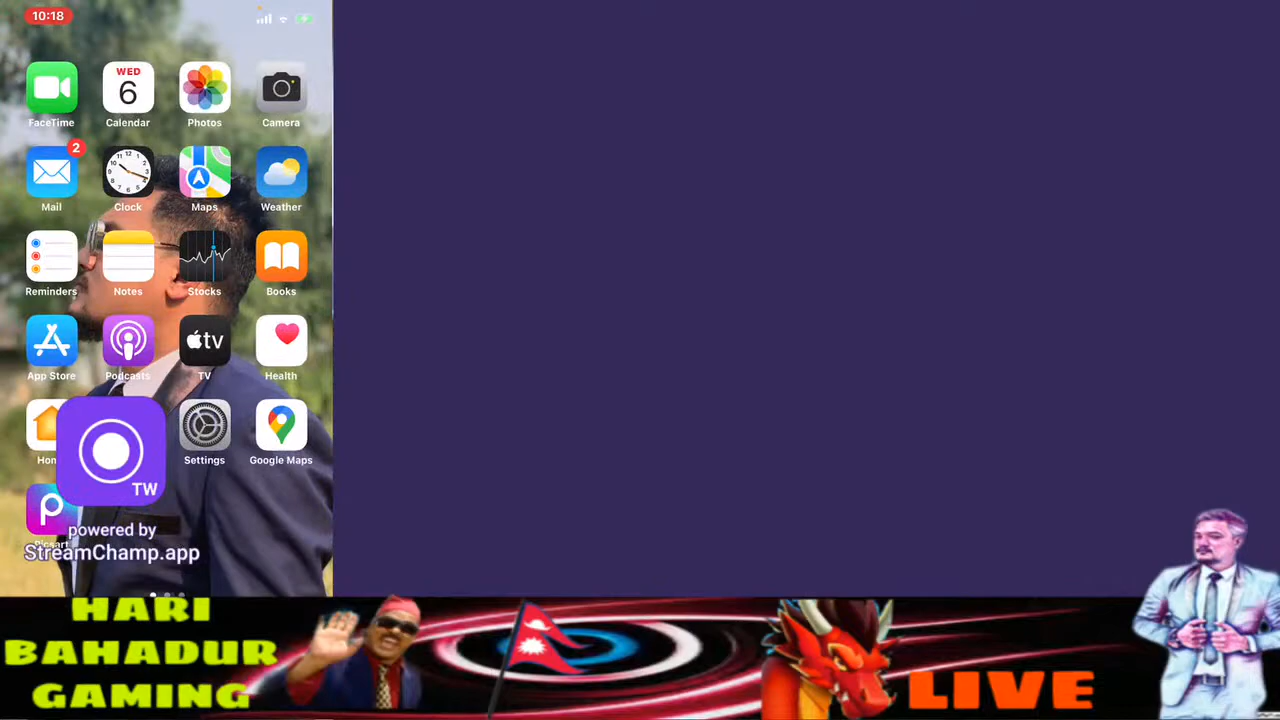 10:18
WED
6
FaceTime
Calendar
Photos
Camera
2
12
Mail
Clock
Maps
Weather
Reminders
Notes
Stocks
Books
tv
App Store
Podcasts
TV
Health
TW
Settings
Google Maps
powered by
StreamChamp.app
HARI
BAHADUR
GAMING
LIVE